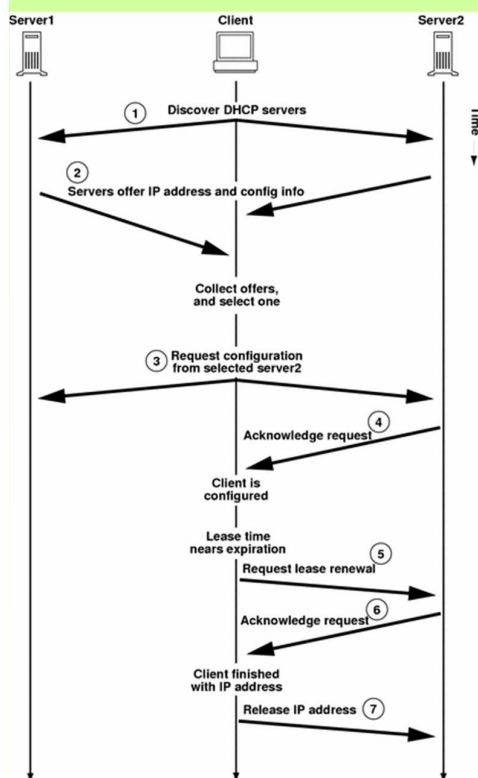 Server1
Client
Server2
Time
1
Discover DHCP servers
2
Servers offer IP address and config info
Collect offers,
and select one
3
Request configuration
from selected server2
4
Acknowledge request
Client is
configured
Lease time
nears expiration
5
Request lease renewal
6
Acknowledge request
Client finished
with IP address
Release IP address
7